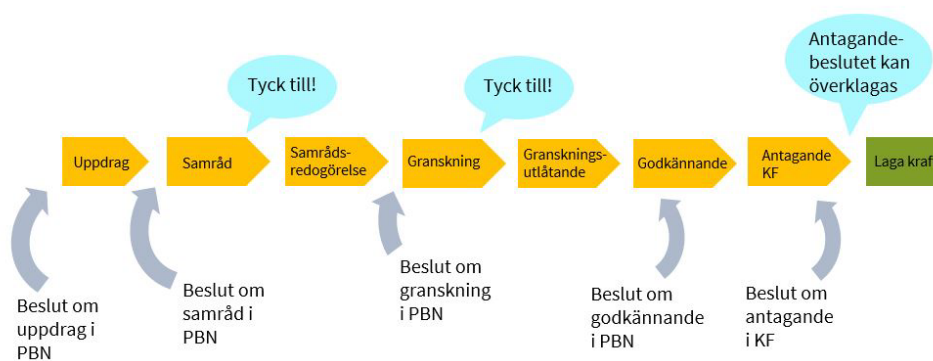 Tyck till!
Tyck till!
Antagande-
beslutet kan
överklagas
Uppdrag
Samråd
Samråds-
redogörelse
Granskning
Gransknings-
utlåtande
Godkännande
Antagande
KF
Laga kraf
Beslut om
uppdrag i
PBN
Beslut om
samråd i
PBN
Beslut om
granskning
i PBN
Beslut om
godkännande
i PBN
Beslut om
antagande
i KF